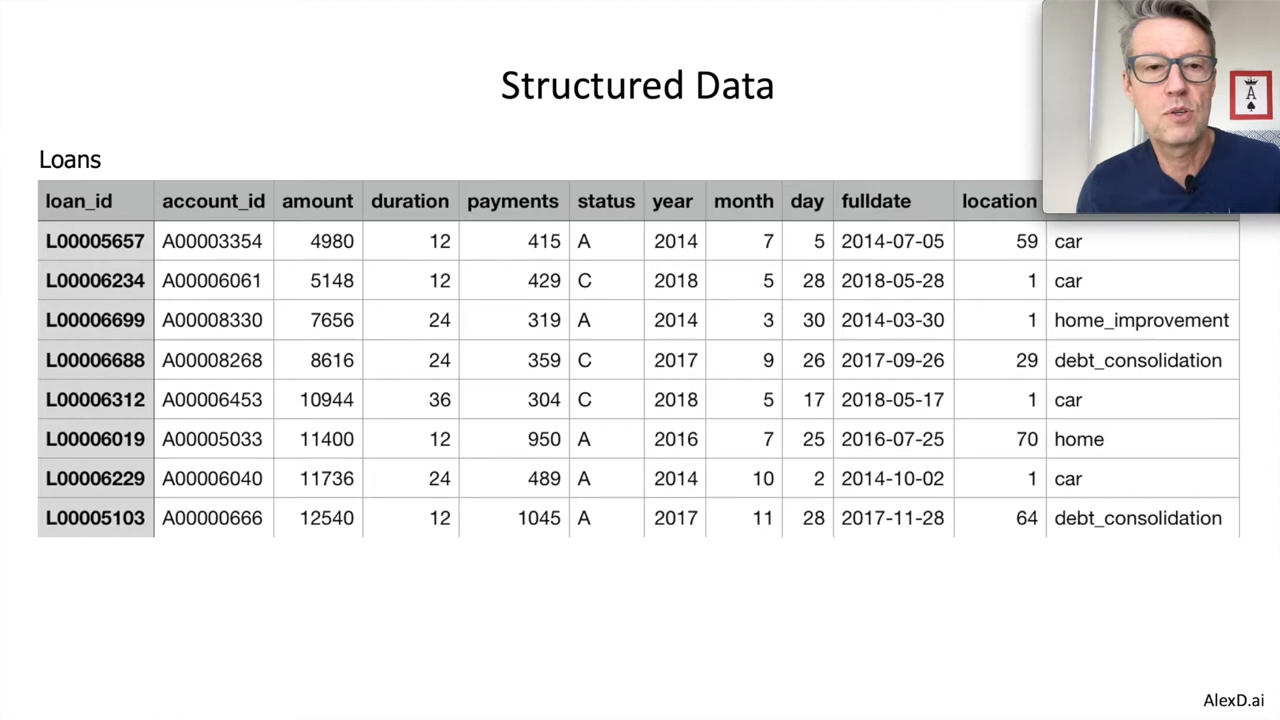 Structured Data
A
Loans
loan_id account_id amount duration payments status year month day fulldate location
L00005657 A00003354 4980 12 415 A 2014 7 5 2014-07-05 59 car
L00006234 A00006061 5148 12 429 C 2018 5 28 2018-05-28 1 car
L00006699 A00008330 7656 24 319 A 2014 3 30 2014-03-30 1 home_improvement
L00006688 A00008268 8616 24 359 C 2017 9 26 2017-09-26 29 debt_consolidation
L00006312 A00006453 10944 36 304 C 2018 5 17 2018-05-17 1 car
L00006019 A00005033 11400 12 950 A 2016 7 25 2016-07-25 70 home
L00006229 A00006040 11736 24 489 A 2014 10 2 2014-10-02 1 car
L00005103 A00000666 12540 12 1045 A 2017 11 28 2017-11-28 64 debt_consolidation
AlexD.ai